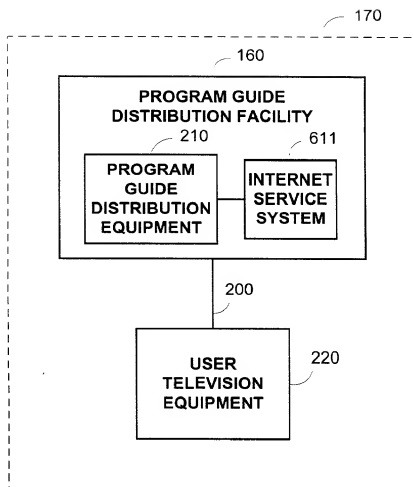 170
160
PROGRAM GUIDE
DISTRIBUTION FACILITY
210
611
PROGRAM
GUIDE
DISTRIBUTION
EQUIPMENT
INTERNET
SERVICE
SYSTEM
200
USER
TELEVISION
EQUIPMENT
220